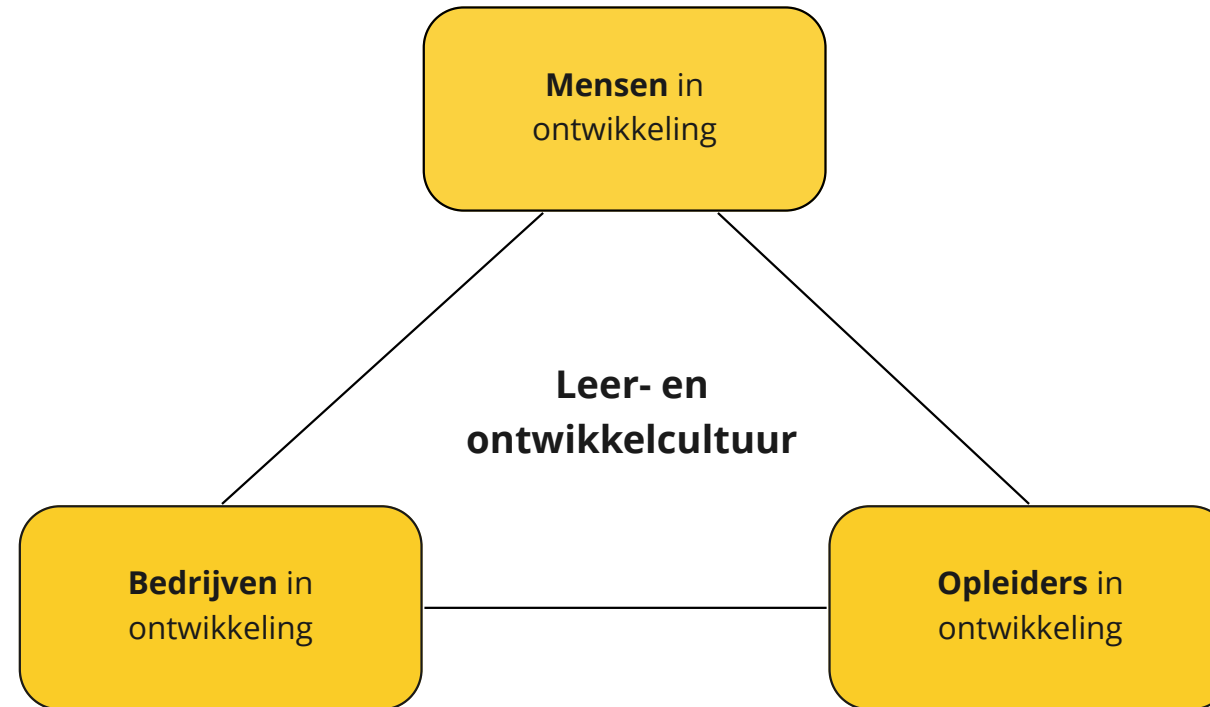 Mensen in
ontwikkeling
Leer- en
ontwikkelcultuur
Bedrijven in
ontwikkeling
Opleiders in
ontwikkeling